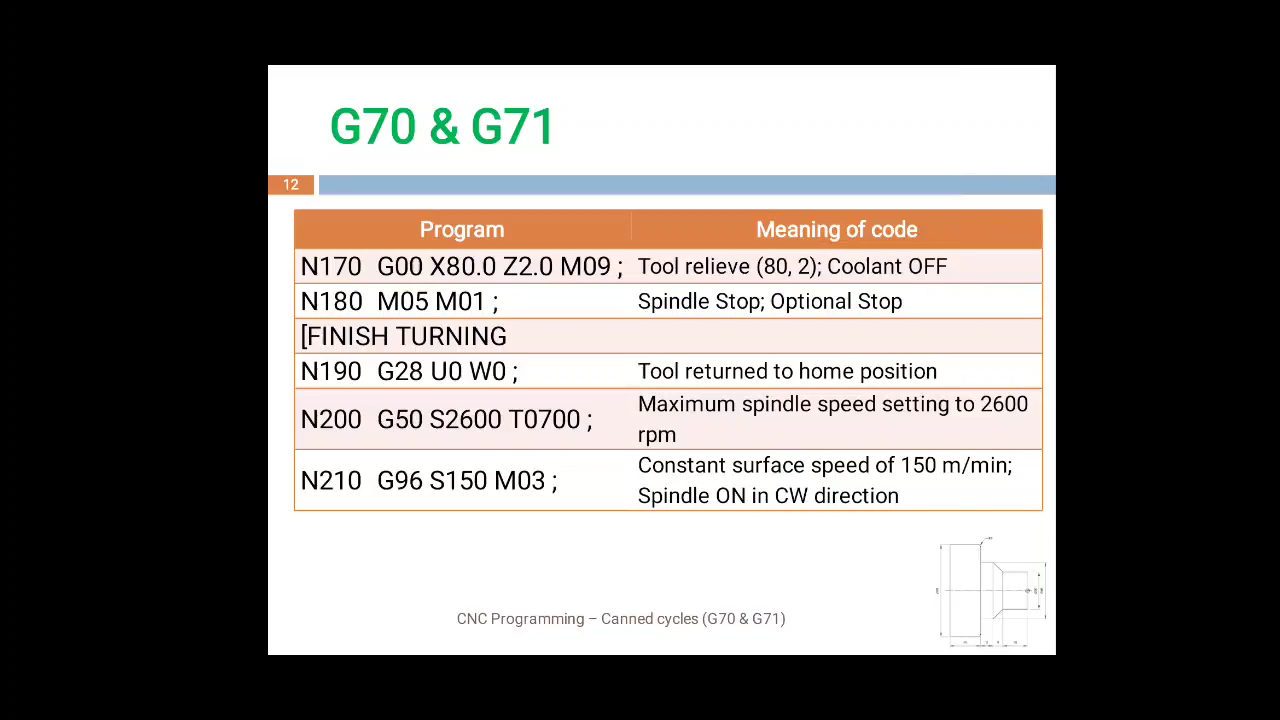 G70 & G71
12
Program Meaning of code
N170 G00 X80.0 Z2.0 M09 ; Tool relieve (80, 2); Coolant OFF
N180 M05 M01 ; Spindle Stop; Optional Stop
[FINISH TURNING
N190 G28 U0 W0 ; Tool returned to home position
N200 G50 S2600 T0700 ; Maximum spindle speed setting to 2600
rpm
N210 G96 S150 M03 ; Constant surface speed of 150 m/min;
Spindle ON in CW direction
CNC Programming – Canned cycles (G70 & G71)